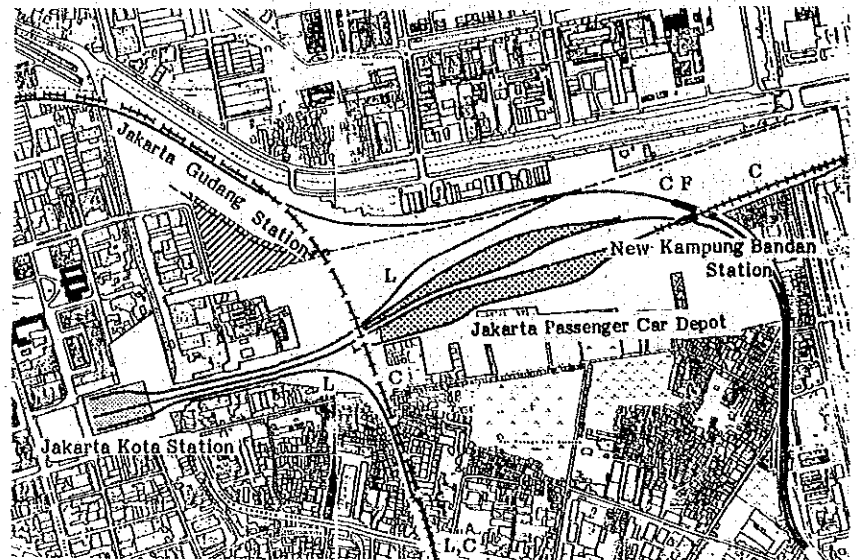 Jakarta Gudang Station
C
C F
L
New Kampung Bandan
Station
Jakarta Passenger Car Depot
C
L
Jakarta Kota Station
L,C